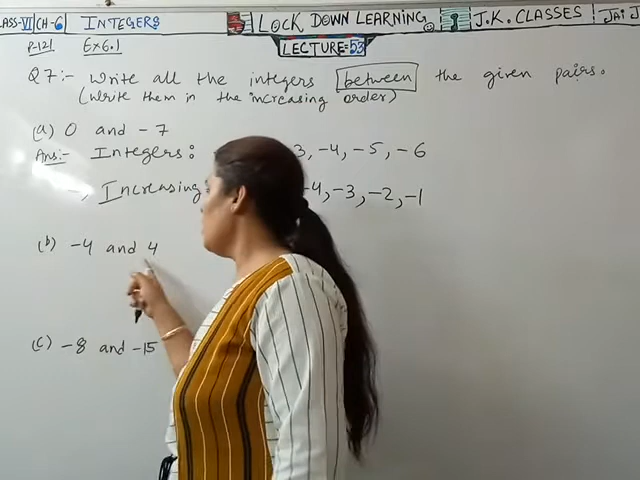 LASS-VI CH-6 INTEGERS LOCK DOWN LEARNING J.K. CLASSES JAI J
P-121 Ex 6.1 LECTURE=53
Q7:- Write all the integers between the given pairs.
(Write them in the increasing order)
(a) 0 and -7
Ans:- Integers: 3, -4, -5, -6
Increasing -4, -3, -2, -1
(b) -4 and 4
(c) -8 and -15